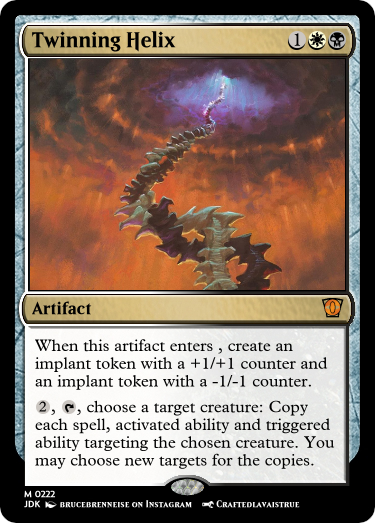 Twinning Helix 1
Artifact
When this artifact enters , create an
implant token with a +1/+1 counter and
an implant token with a -1/-1 counter.
2, , choose a target creature: Copy
each spell, activated ability and triggered
ability targeting the chosen creature. You
may choose new targets for the copies.
M 0222
JDK BRUCEBRENNEISE ON INSTAGRAM CRAFTEDLAVAISTRUE